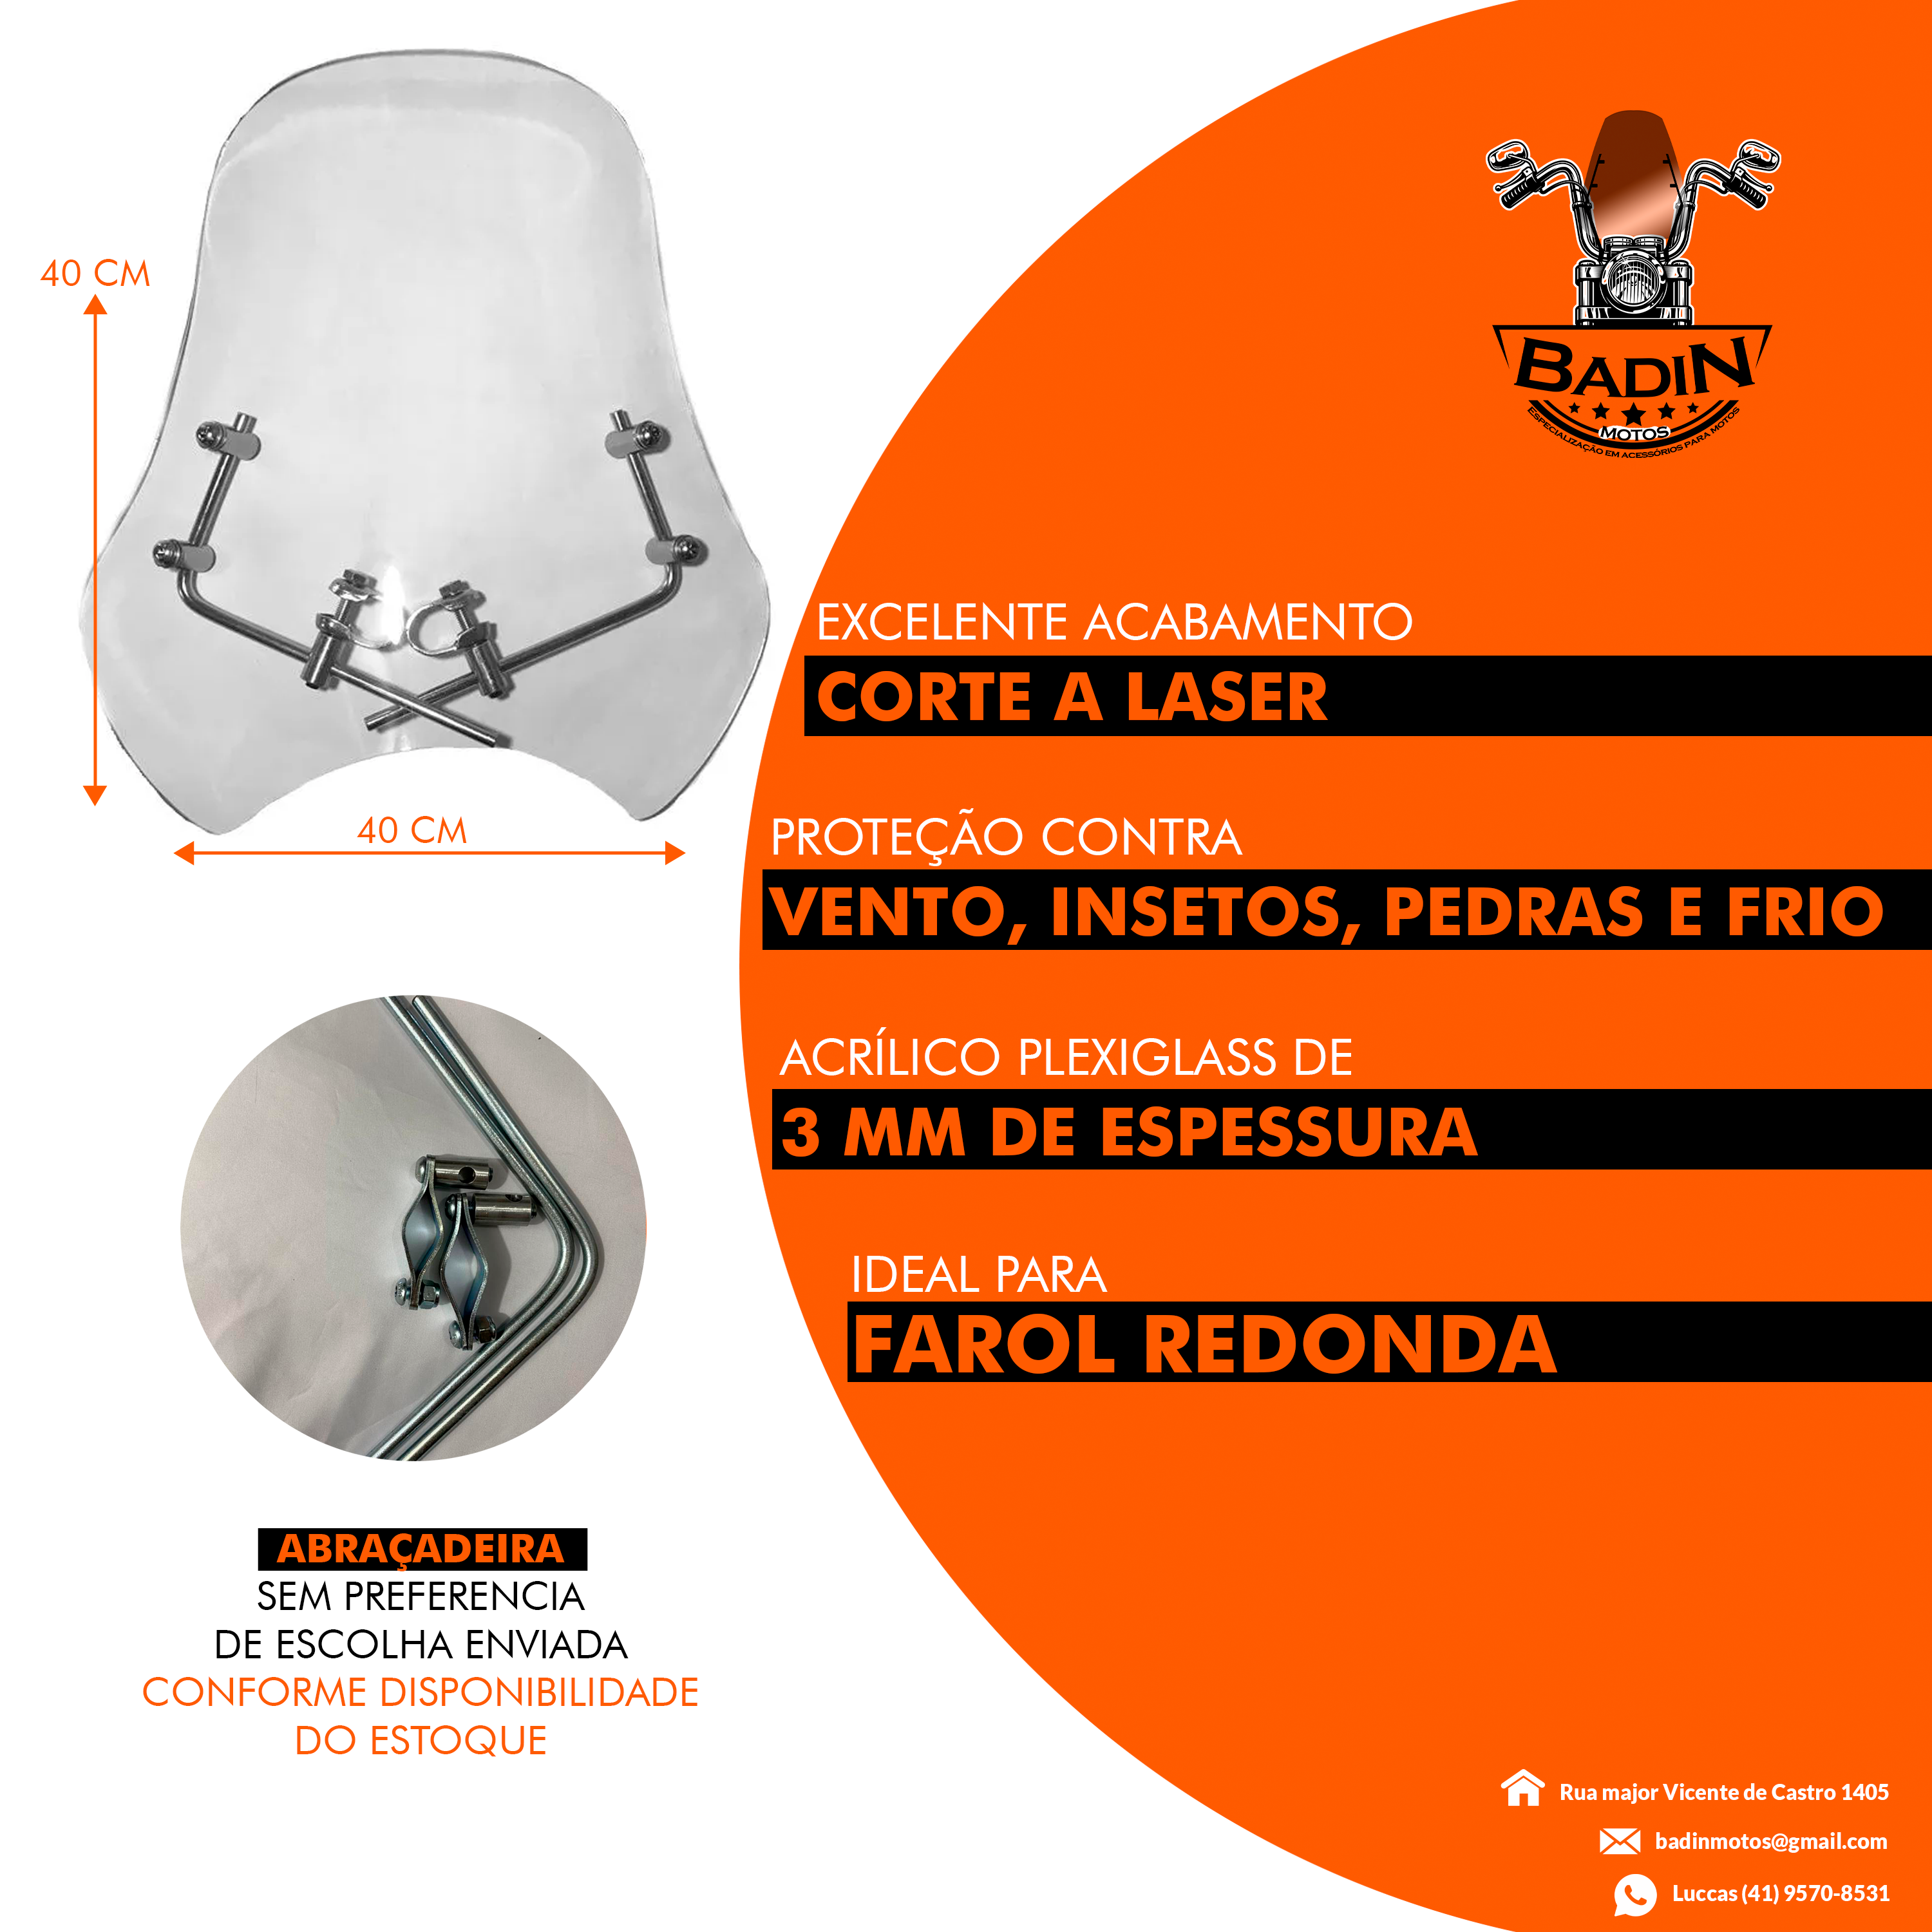 40 CM
40 CM
BADIN
MOTOS
ESPECIALIZAÇÃO EM ACESSÓRIOS PARA MOTOS
EXCELENTE ACABAMENTO
CORTE A LASER
PROTEÇÃO CONTRA
VENTO, INSETOS, PEDRAS E FRIO
ACRÍLICO PLEXIGLASS DE
3 MM DE ESPESSURA
IDEAL PARA
FAROL REDONDA
ABRAÇADEIRA
SEM PREFERENCIA
DE ESCOLHA ENVIADA
CONFORME DISPONIBILIDADE
DO ESTOQUE
Rua major Vicente de Castro 1405
badinmotos@gmail.com
Luccas (41) 9570-8531